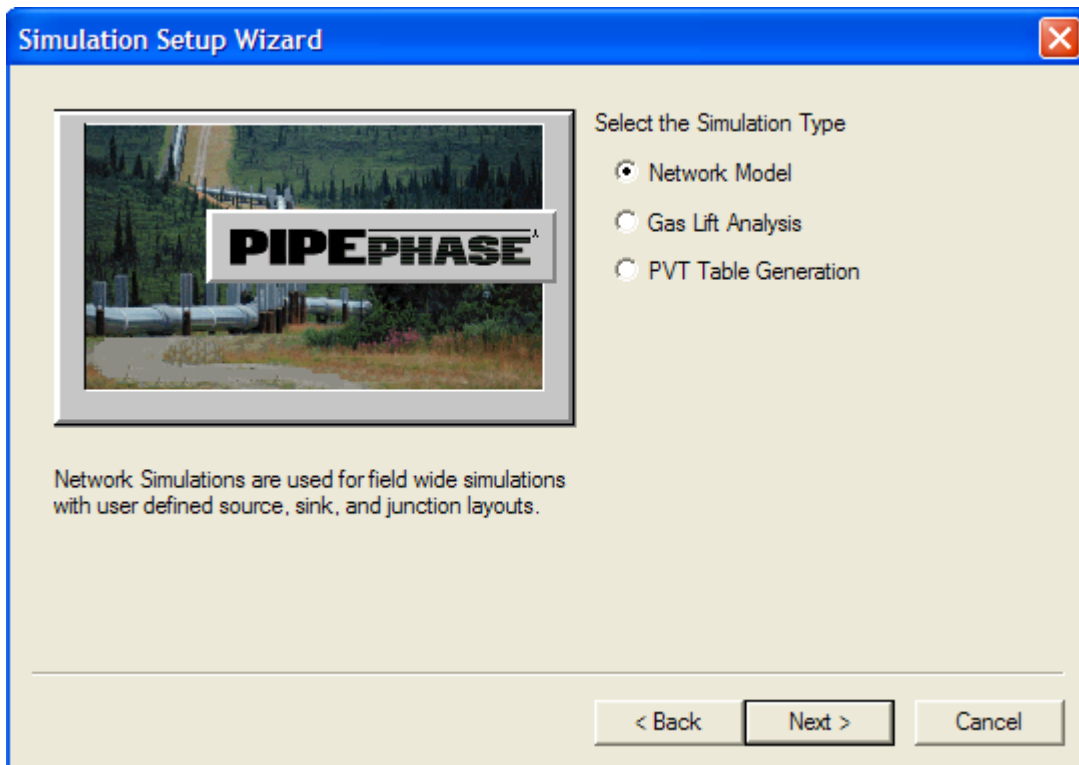 Simulation Setup Wizard
PIPEPHASE
Select the Simulation Type
Network Model
Gas Lift Analysis
PVT Table Generation
Network Simulations are used for field wide simulations
with user defined source, sink, and junction layouts.
< Back
Next >
Cancel